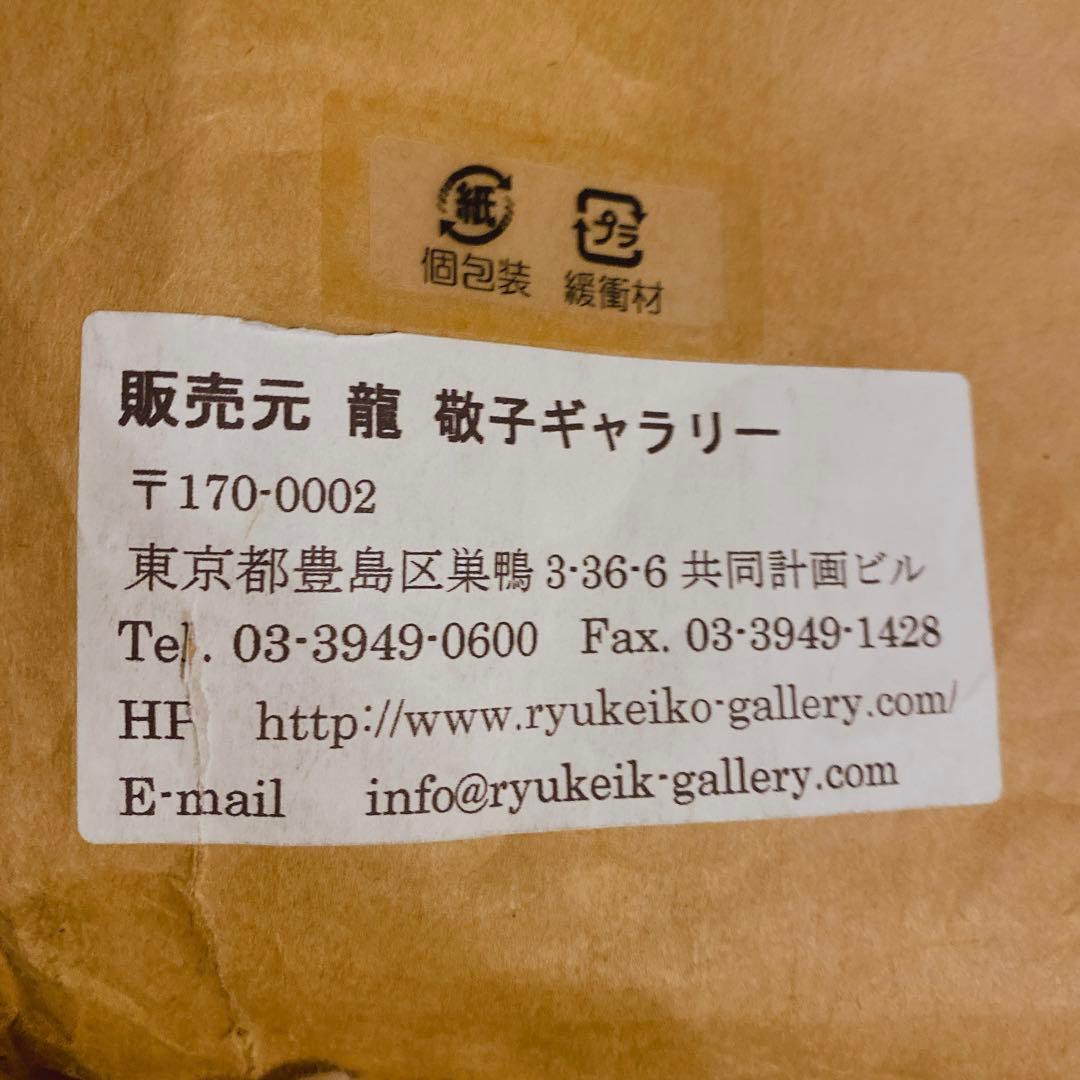 紙 プラ
個包装 緩衝材
販売元 龍 敬子ギャラリー
〒170-0002
東京都豊島区巣鴨3-36-6 共同計画ビル
Tel. 03-3949-0600 Fax. 03-3949-1428
HP http://www.ryukeiko-gallery.com/
E-mail info@ryukeik-gallery.com